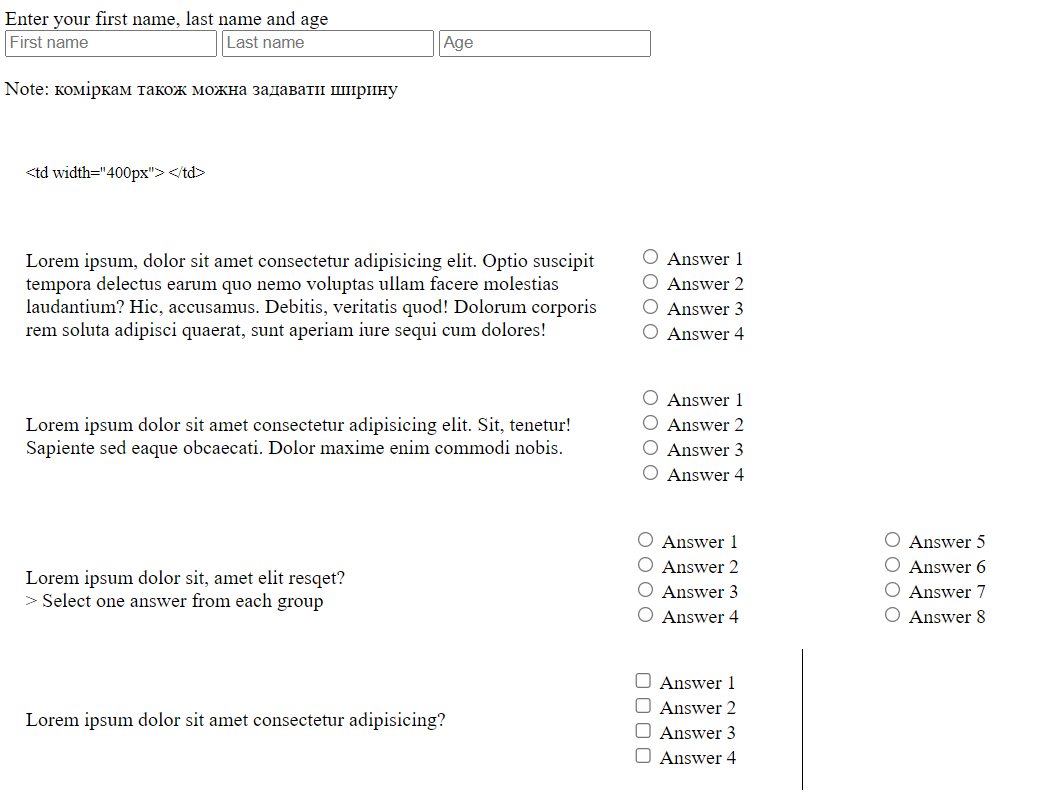 Enter your first name, last name and age
First name Last name Age
Note: коміркам також можна задавати ширину
<td width="400px"> </td>
Lorem ipsum, dolor sit amet consectetur adipisicing elit. Optio suscipit
tempora delectus earum quo nemo voluptas ullam facere molestias
laudantium? Hic, accusamus. Debitis, veritatis quod! Dolorum corporis
rem soluta adipisci quaerat, sunt aperiam iure sequi cum dolores!
Answer 1
Answer 2
Answer 3
Answer 4
Lorem ipsum dolor sit amet consectetur adipisicing elit. Sit, tenetur!
Sapiente sed eaque obcaecati. Dolor maxime enim commodi nobis.
Answer 1
Answer 2
Answer 3
Answer 4
Lorem ipsum dolor sit, amet elit resqet?
> Select one answer from each group
Answer 1
Answer 2
Answer 3
Answer 4
Answer 5
Answer 6
Answer 7
Answer 8
Lorem ipsum dolor sit amet consectetur adipisicing?
Answer 1
Answer 2
Answer 3
Answer 4